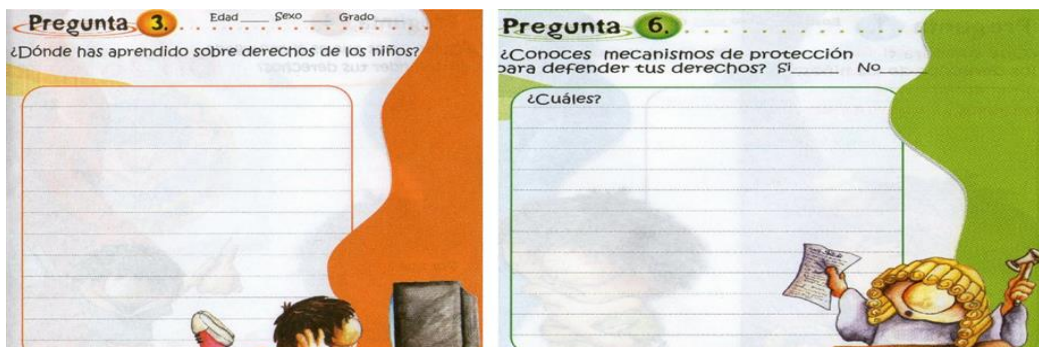 Pregunta 3. Edad____ Sexo____ Grado____
¿Dónde has aprendido sobre derechos de los niños?
Pregunta 6.
¿Conoces mecanismos de protección
para defender tus derechos? Sí______ No______
¿Cuáles?